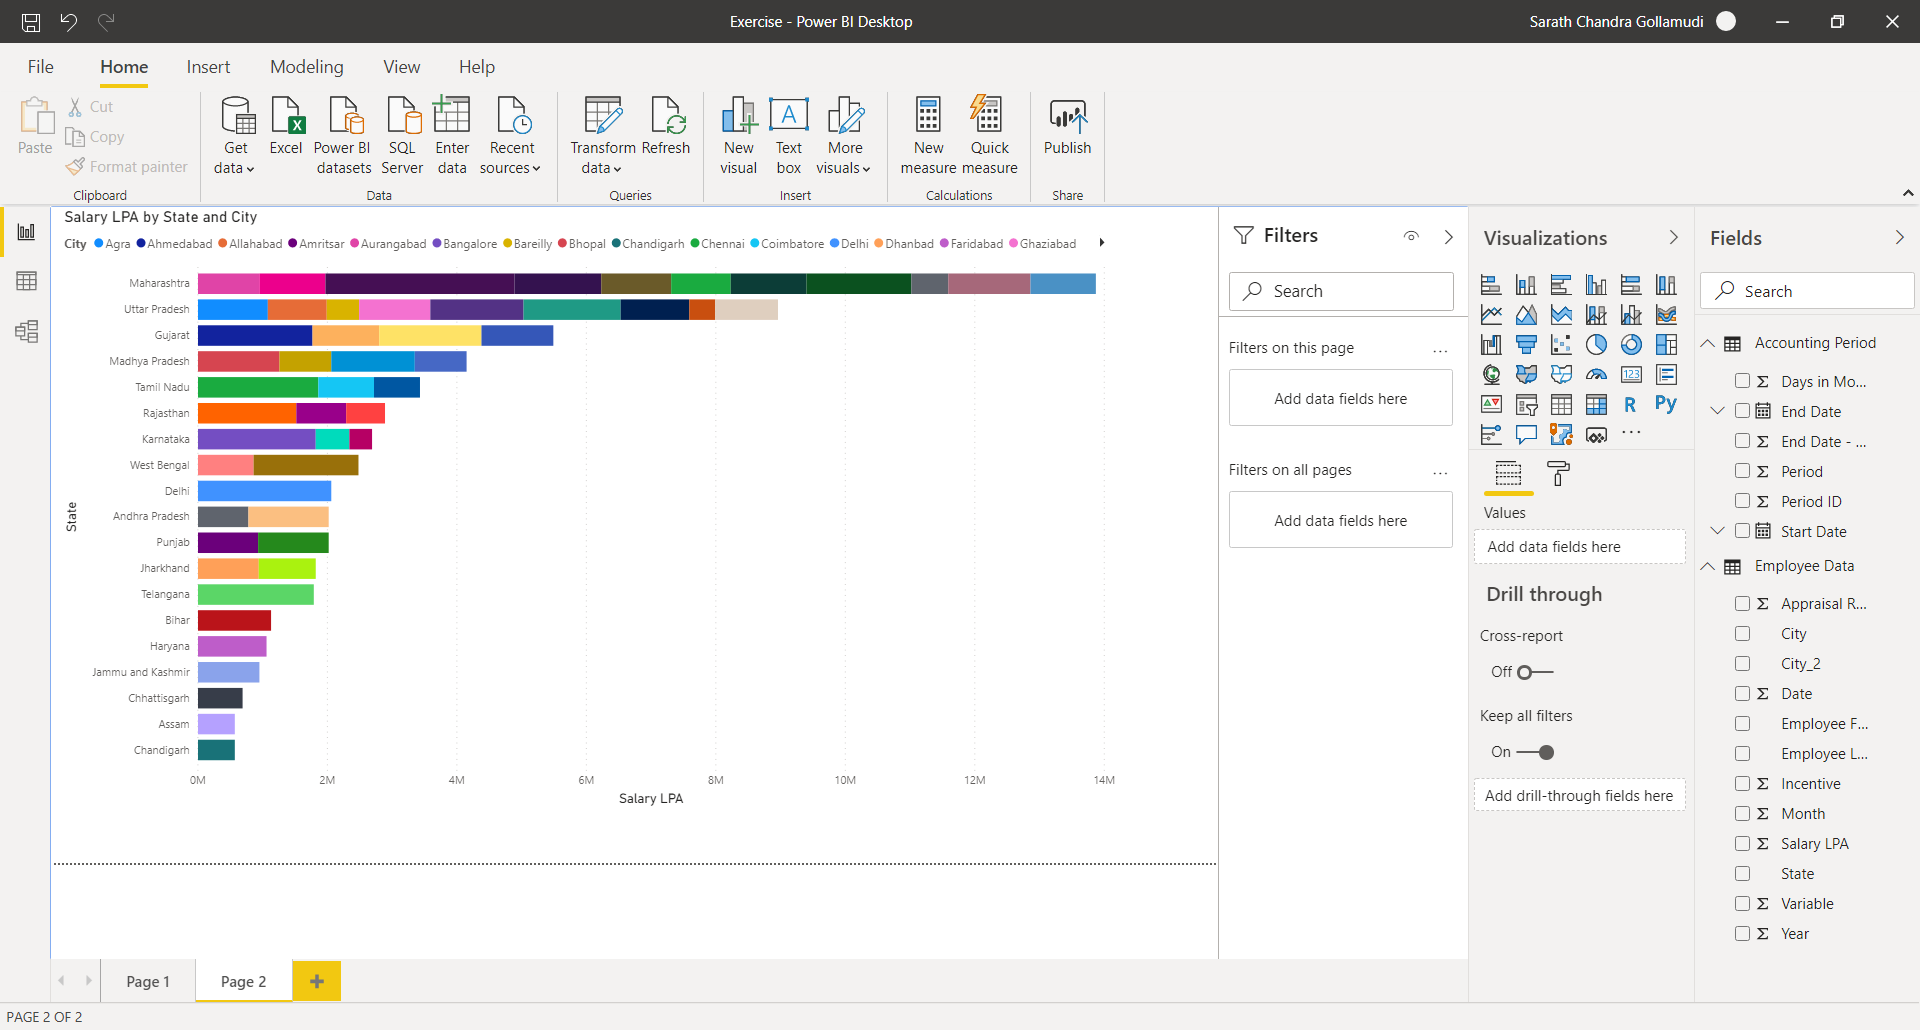 Exercise - Power BI Desktop
Sarath Chandra Gollamudi
File Home Insert Modeling View Help
Paste
Cut
Copy
Format painter
Clipboard
Get data
Excel
Power BI datasets
SQL Server
Enter data
Recent sources
Data
Transform data
Refresh
Queries
New visual
Text box
More visuals
Insert
New measure
Quick measure
Calculations
Publish
Share
Salary LPA by State and City
City Agra Ahmedabad Allahabad Amritsar Aurangabad Bangalore Bareilly Bhopal Chandigarh Chennai Coimbatore Delhi Dhanbad Faridabad Ghaziabad
State
Maharashtra
Uttar Pradesh
Gujarat
Madhya Pradesh
Tamil Nadu
Rajasthan
Karnataka
West Bengal
Delhi
Andhra Pradesh
Punjab
Jharkhand
Telangana
Bihar
Haryana
Jammu and Kashmir
Chhattisgarh
Assam
Chandigarh
0M 2M 4M 6M 8M 10M 12M 14M
Salary LPA
Filters
Search
Filters on this page ...
Add data fields here
Filters on all pages ...
Add data fields here
Visualizations
123
R Py
...
Values
Add data fields here
Drill through
Cross-report
Off
Keep all filters
On
Add drill-through fields here
Fields
Search
Accounting Period
Σ Days in Mo...
End Date
Σ End Date - ...
Σ Period
Σ Period ID
Start Date
Employee Data
Σ Appraisal R...
City
City_2
Σ Date
Employee F...
Employee L...
Σ Incentive
Σ Month
Σ Salary LPA
State
Σ Variable
Σ Year
Page 1 Page 2 +
PAGE 2 OF 2